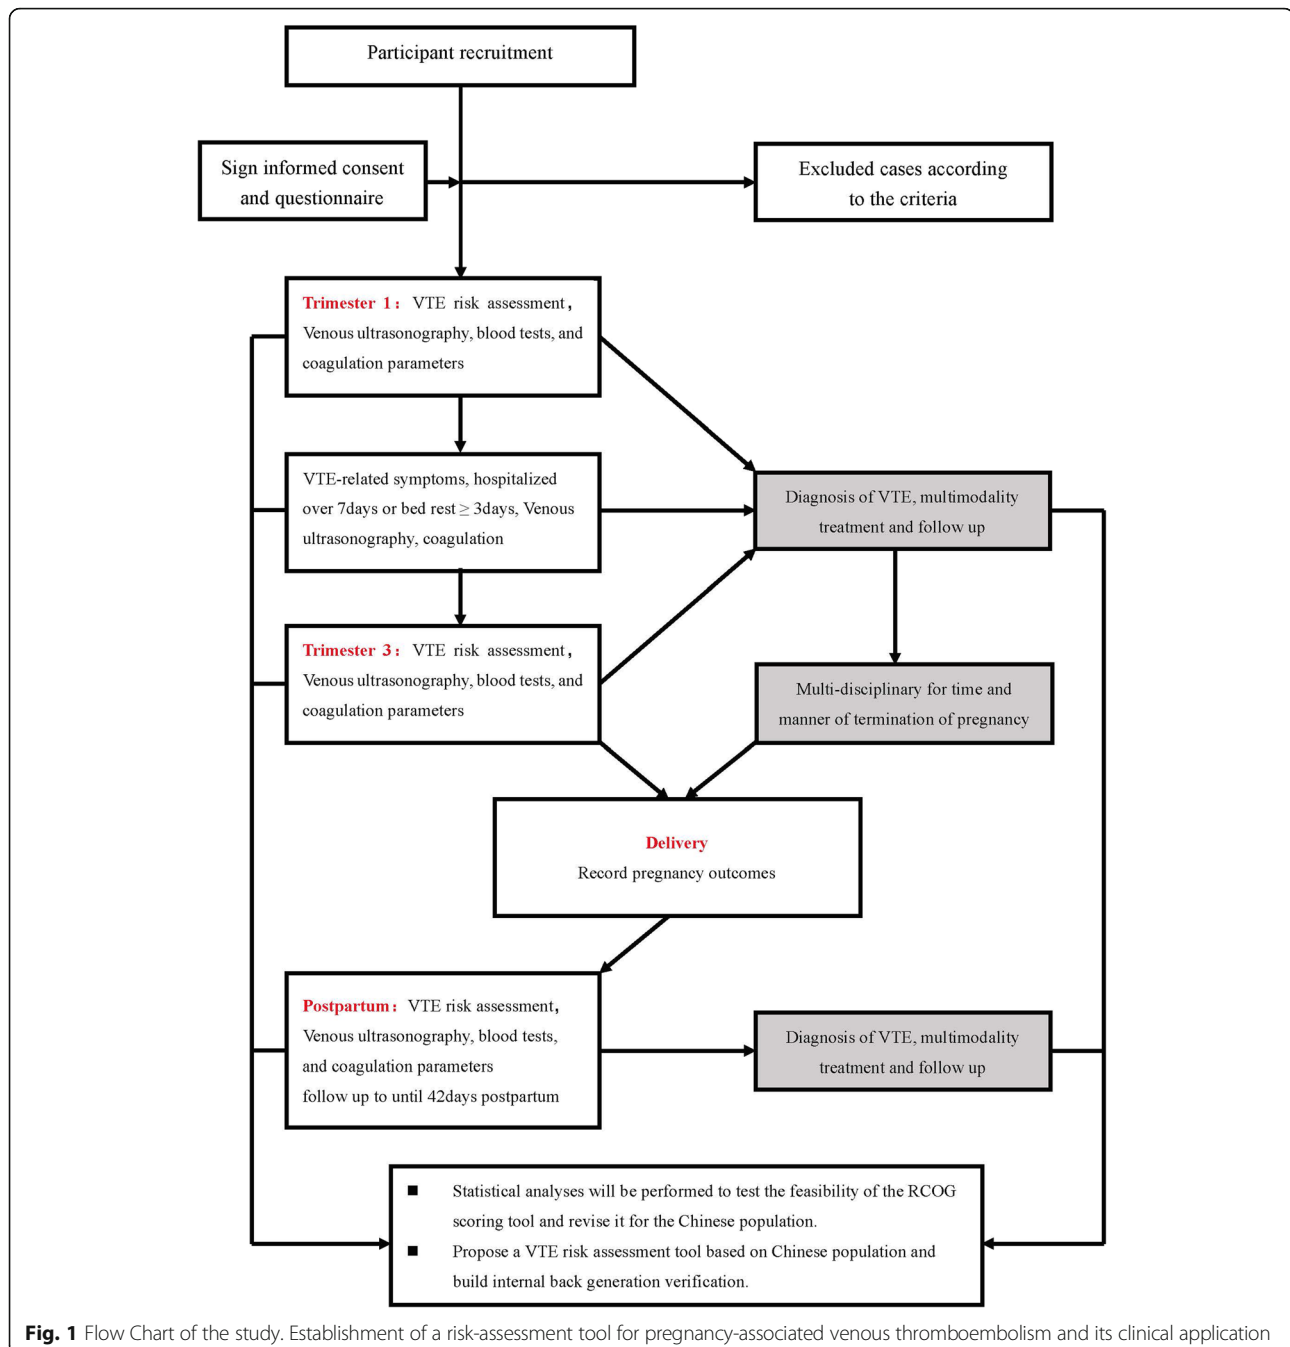 Participant recruitment
Sign informed consent
and questionnaire
Excluded cases according
to the criteria
Trimester 1: VTE risk assessment,
Venous ultrasonography, blood tests, and
coagulation parameters
VTE-related symptoms, hospitalized
over 7days or bed rest ≥ 3days, Venous
ultrasonography, coagulation
Diagnosis of VTE, multimodality
treatment and follow up
Trimester 3: VTE risk assessment,
Venous ultrasonography, blood tests, and
coagulation parameters
Multi-disciplinary for time and
manner of termination of pregnancy
Delivery
Record pregnancy outcomes
Postpartum: VTE risk assessment,
Venous ultrasonography, blood tests,
and coagulation parameters
follow up to until 42days postpartum
Diagnosis of VTE, multimodality
treatment and follow up
■ Statistical analyses will be performed to test the feasibility of the RCOG
scoring tool and revise it for the Chinese population.
■ Propose a VTE risk assessment tool based on Chinese population and
build internal back generation verification.
Fig. 1 Flow Chart of the study. Establishment of a risk-assessment tool for pregnancy-associated venous thromboembolism and its clinical application